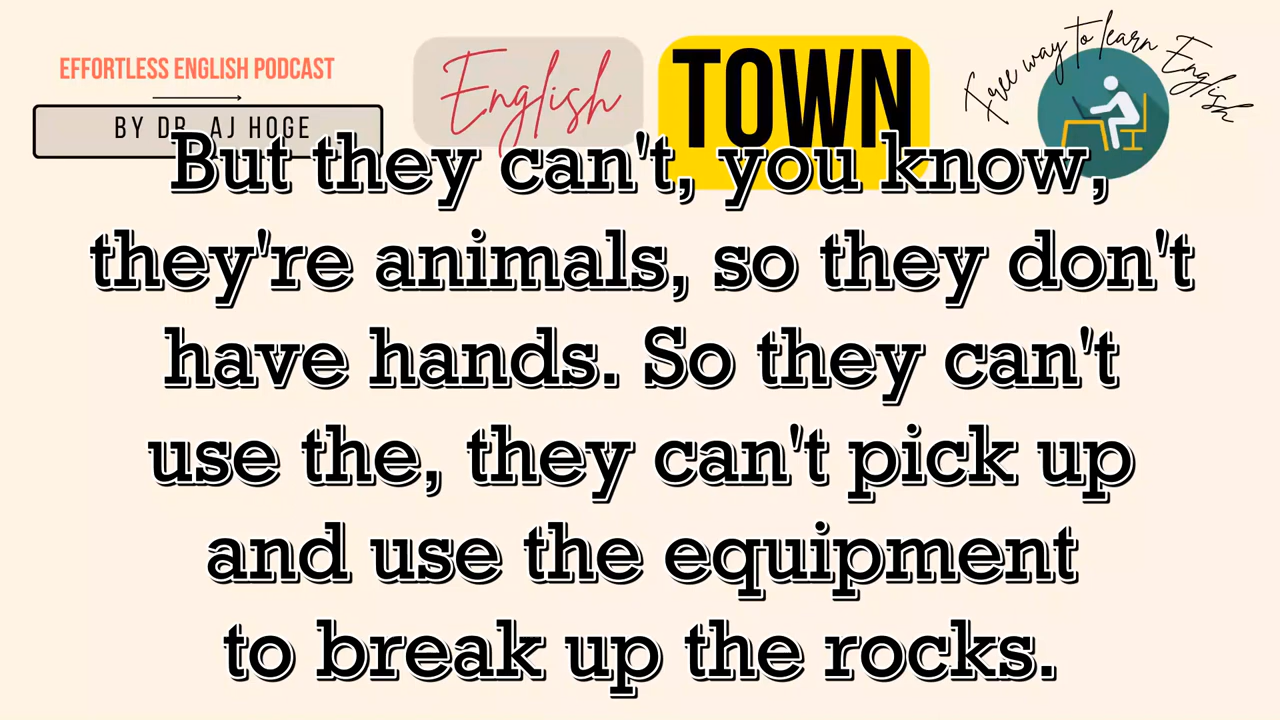 EFFORTLESS ENGLISH PODCAST
BY DR. AJ HOGE
English
TOWN
Free way to learn English
But they can't, you know,
they're animals, so they don't
have hands. So they can't
use the, they can't pick up
and use the equipment
to break up the rocks.